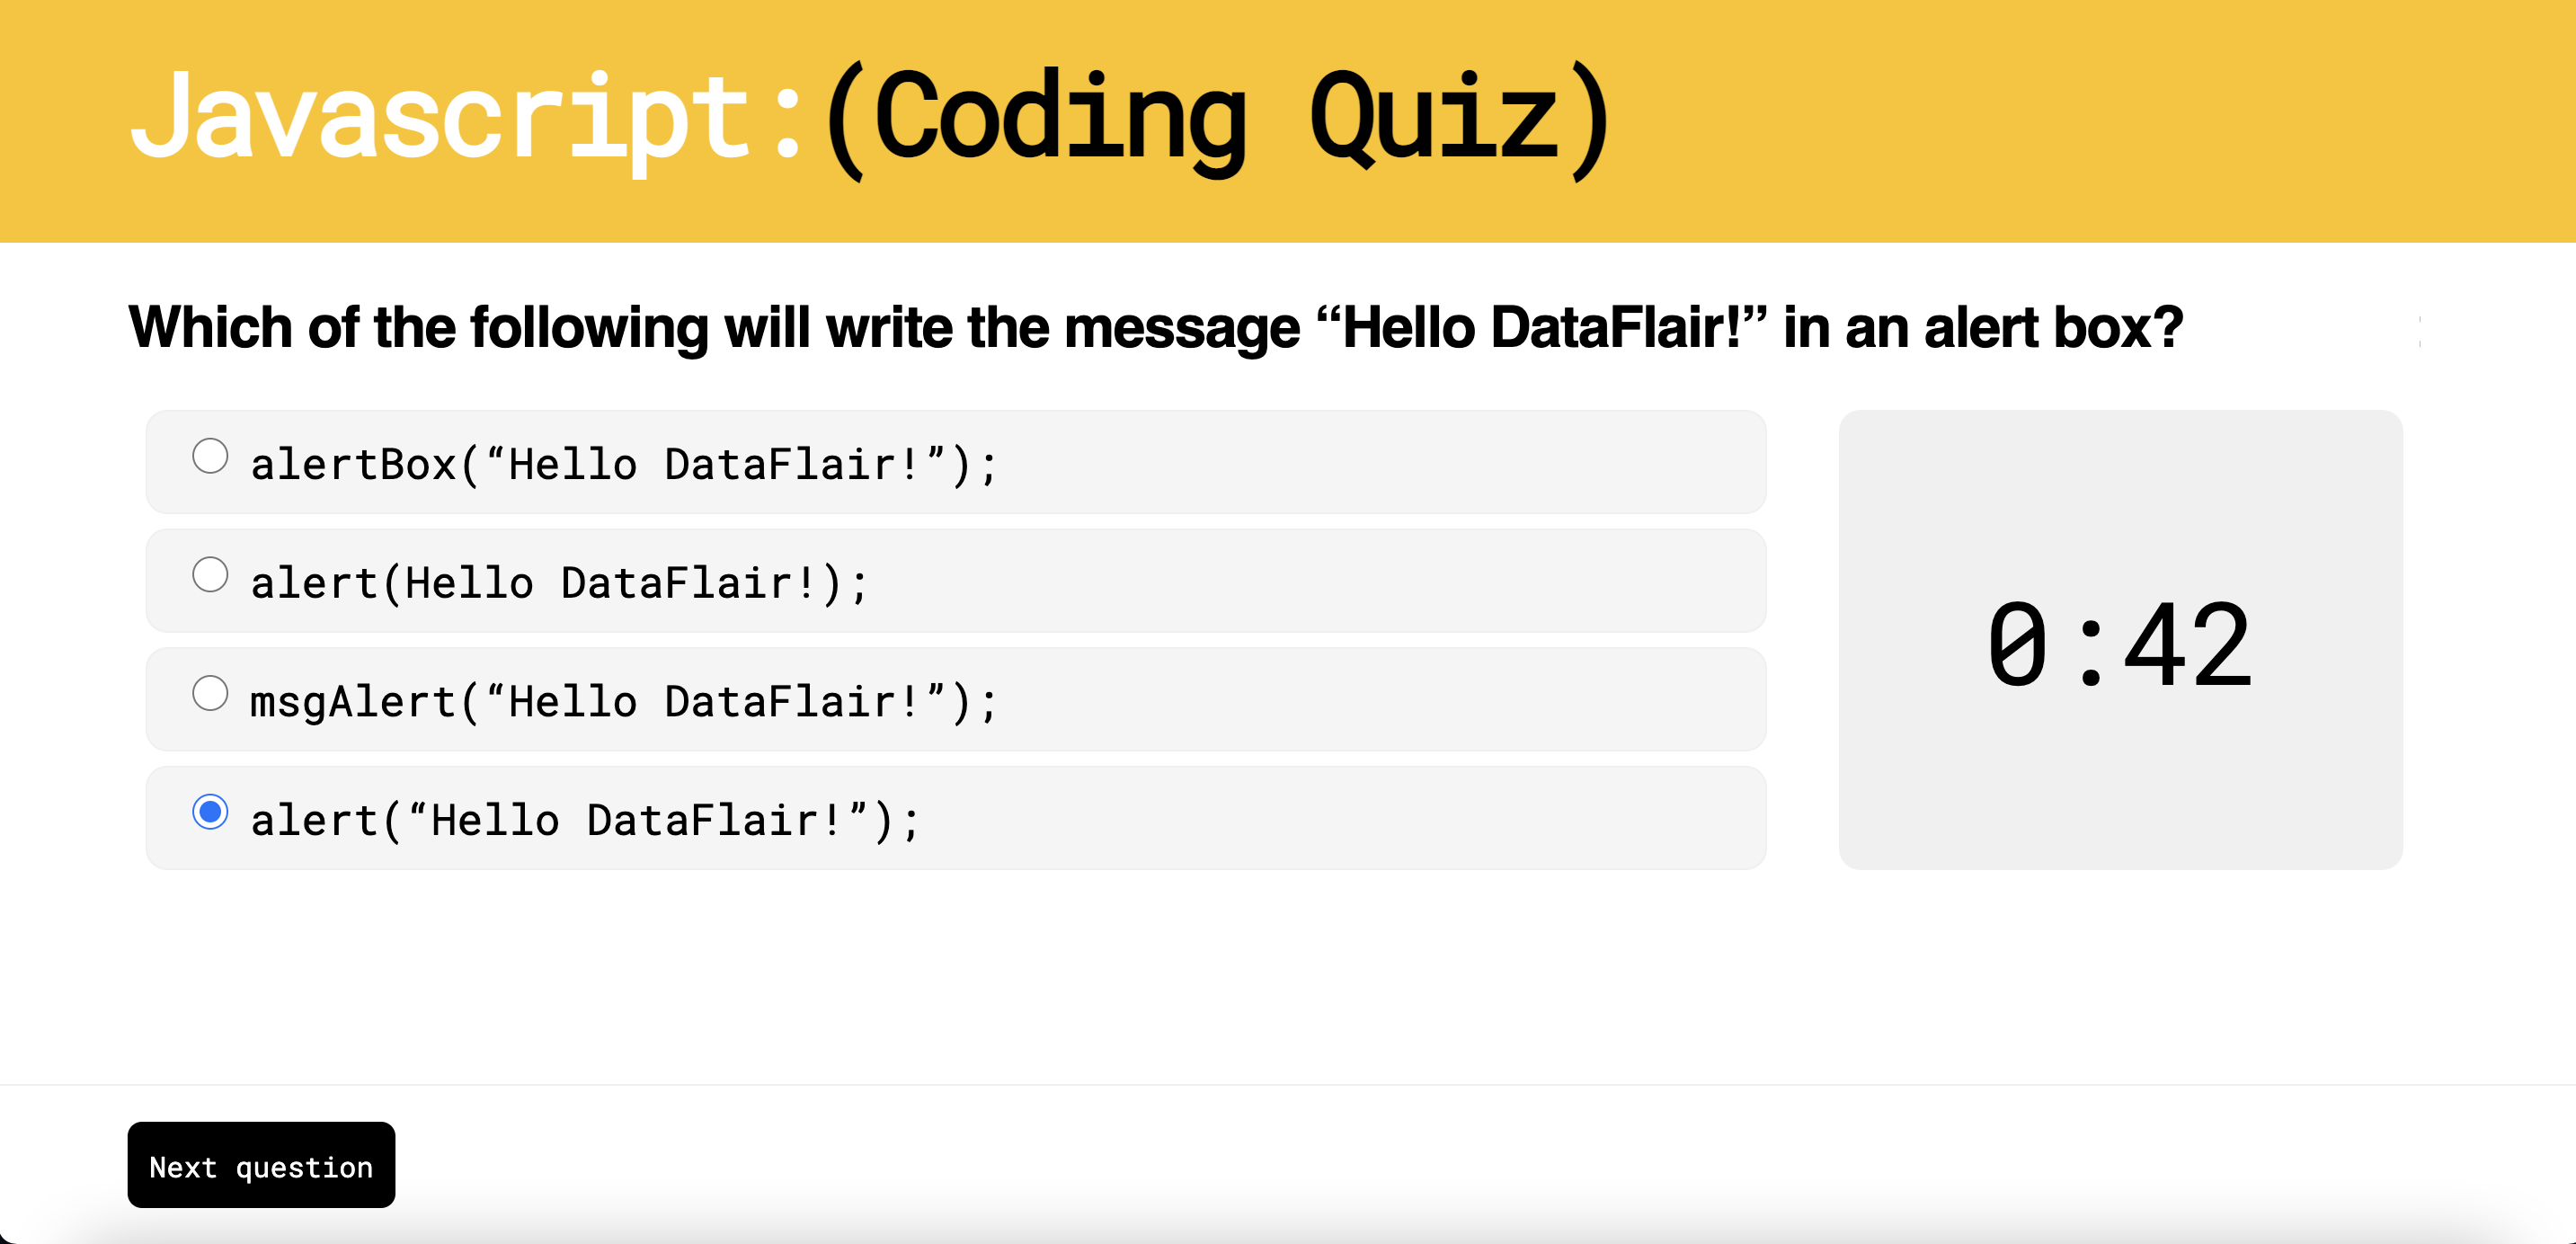 Javascript:(Coding Quiz)
Which of the following will write the message “Hello DataFlair!” in an alert box?
alertBox(“Hello DataFlair!”);
alert(Hello DataFlair!);
msgAlert(“Hello DataFlair!”);
alert(“Hello DataFlair!”);
0:42
Next question